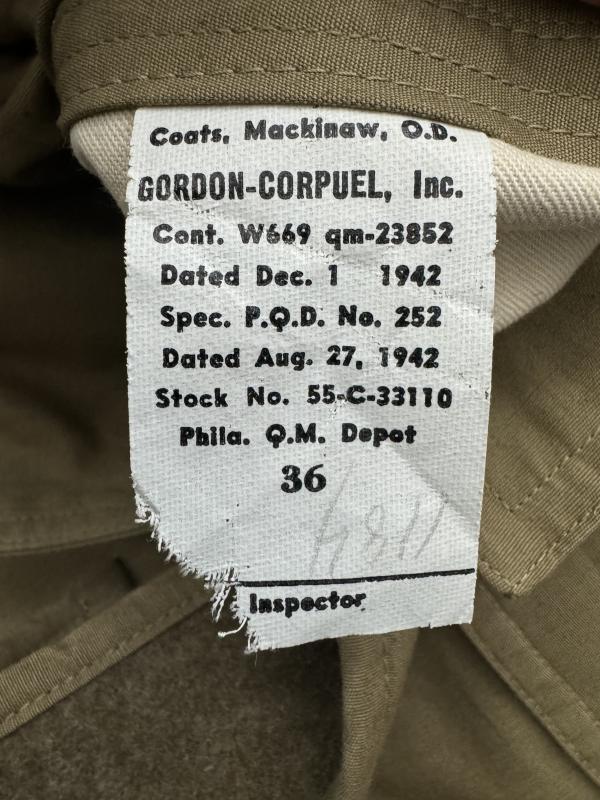 Coats, Mackinaw, O.D.
GORDON-CORPUEL, Inc.
Cont. W669 qm-23852
Dated Dec. 1 1942
Spec. P.Q.D. No. 252
Dated Aug. 27, 1942
Stock No. 55-C-33110
Phila. Q.M. Depot
36
Inspector